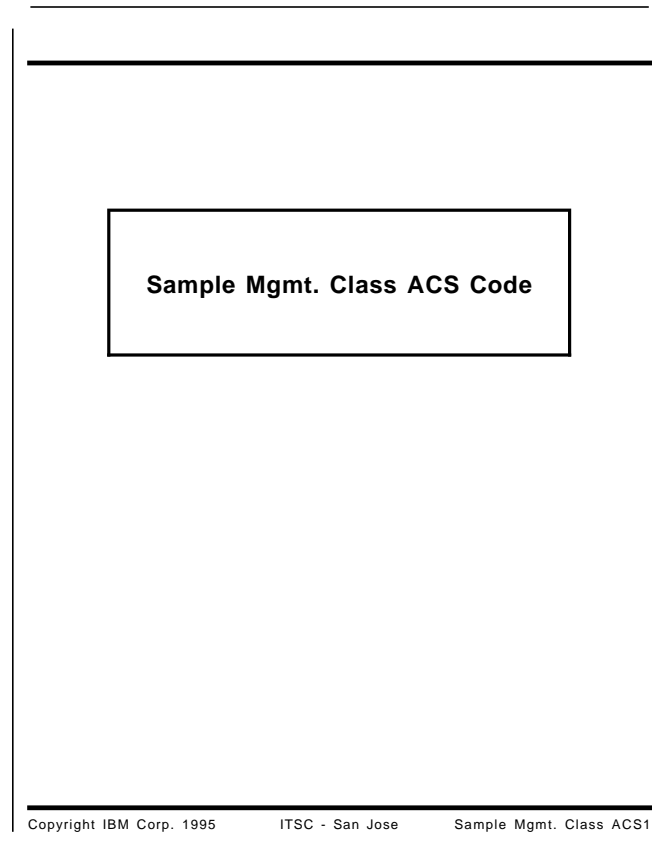 Sample Mgmt. Class ACS Code
Copyright IBM Corp. 1995 ITSC - San Jose Sample Mgmt. Class ACS1